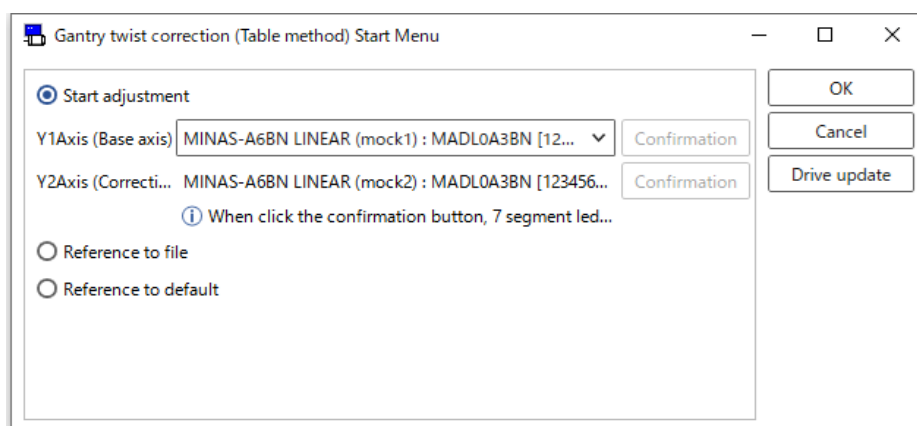 Gantry twist correction (Table method) Start Menu
Start adjustment
OK
Y1Axis (Base axis) MINAS-A6BN LINEAR (mock1) : MADL0A3BN [12... Confirmation
Cancel
Y2Axis (Correcti... MINAS-A6BN LINEAR (mock2) : MADL0A3BN [123456... Confirmation
Drive update
When click the confirmation button, 7 segment led...
Reference to file
Reference to default